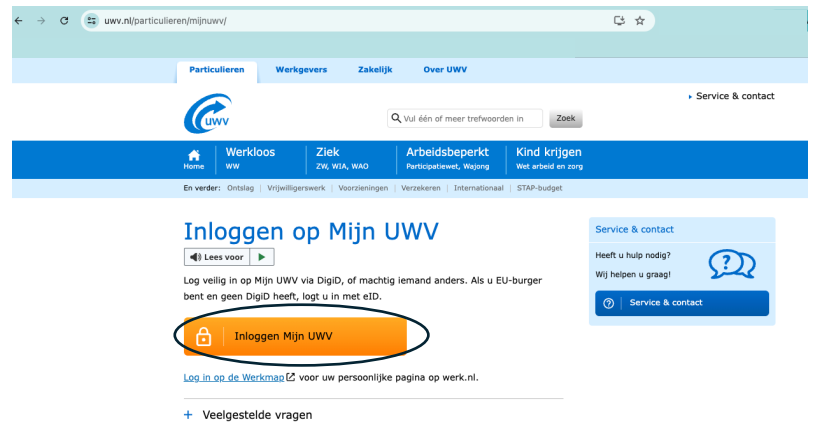 uwv.nl/particulieren/mijnuwv/
Particulieren Werkgevers Zakelijk Over UWV
Service & contact
UWV
Vul één of meer trefwoorden in Zoek
Home
Werkloos
WW
Ziek
ZW, WIA, WAO
Arbeidsbeperkt
Participatiewet, Wajong
Kind krijgen
Wet arbeid en zorg
En verder: Ontslag | Vrijwilligerswerk | Voorzieningen | Verzekeren | Internationaal | STAP-budget
Inloggen op Mijn UWV
Lees voor
Log veilig in op Mijn UWV via DigiD, of machtig iemand anders. Als u EU-burger
bent en geen DigiD heeft, logt u in met eID.
Inloggen Mijn UWV
Log in op de Werkmap voor uw persoonlijke pagina op werk.nl.
+ Veelgestelde vragen
Service & contact
Heeft u hulp nodig?
Wij helpen u graag!
Service & contact